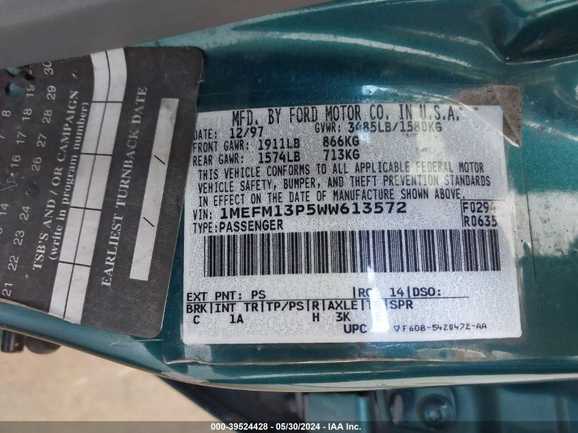 MFD. BY FORD MOTOR CO. IN U.S.A.
DATE: 12/97 GVWR: 3485LB/1580KG
FRONT GAWR: 1911LB 866KG
REAR GAWR: 1574LB 713KG
THIS VEHICLE CONFORMS TO ALL APPLICABLE FEDERAL MOTOR
VEHICLE SAFETY, BUMPER, AND THEFT PREVENTION STANDARDS
IN EFFECT ON THE DATE OF MANUFACTURE SHOWN ABOVE.
VIN: 1MEFM13P5WW613572 F0294
TYPE: PASSENGER R0635
EXT PNT: PS RC: 14 DSO:
BRK INT TR TP/PS R AXLE SPR
C 1A H 3K
UPC
TSB'S AND/OR CAMPAIGN
(write in program number)
EARLIEST TURNBACK DATE
000-39524428 - 05/30/2024 - IAA Inc.